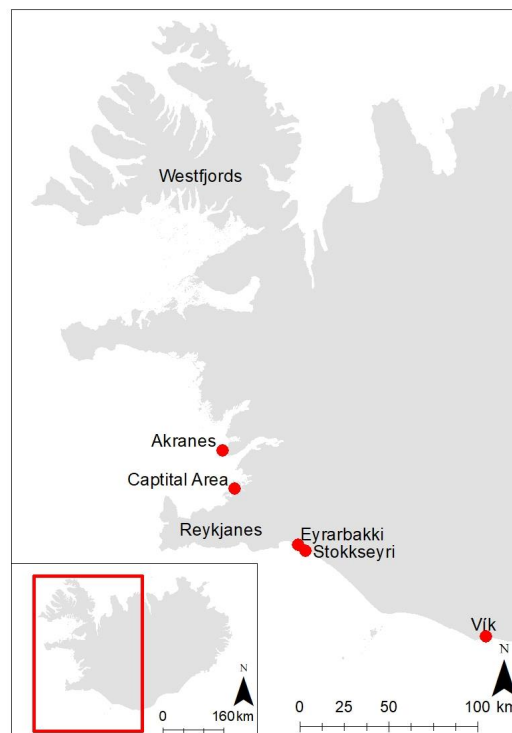 Westfjords
Akranes
Captital Area
Reykjanes
Eyrarbakki
Stokkseyri
Vík
N
N
0 160 km
0 25 50 100 km